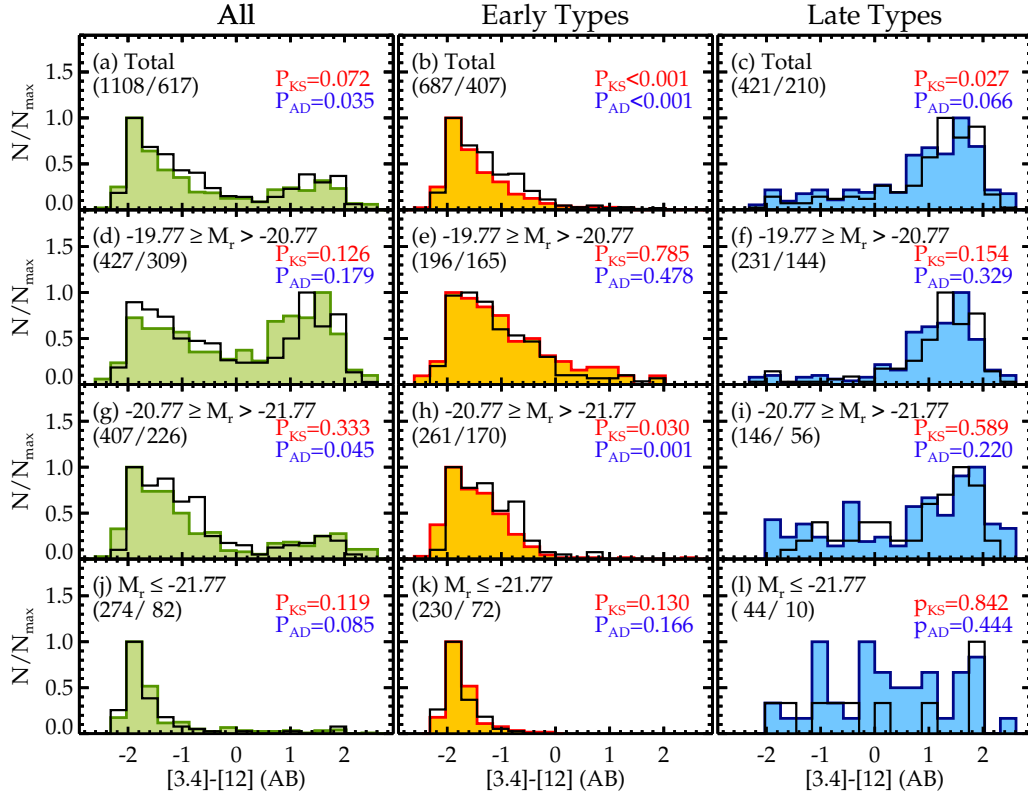 All
Early Types
Late Types
(a) Total
(1108/617)
P_KS=0.072
P_AD=0.035
(b) Total
(687/407)
P_KS<0.001
P_AD<0.001
(c) Total
(421/210)
P_KS=0.027
P_AD=0.066
N/N_max
1.5
1.0
0.5
0.0
(d) -19.77 ≥ M_r > -20.77
(427/309)
P_KS=0.126
P_AD=0.179
(e) -19.77 ≥ M_r > -20.77
(196/165)
P_KS=0.785
P_AD=0.478
(f) -19.77 ≥ M_r > -20.77
(231/144)
P_KS=0.154
P_AD=0.329
N/N_max
1.5
1.0
0.5
0.0
(g) -20.77 ≥ M_r > -21.77
(407/226)
P_KS=0.333
P_AD=0.045
(h) -20.77 ≥ M_r > -21.77
(261/170)
P_KS=0.030
P_AD=0.001
(i) -20.77 ≥ M_r > -21.77
(146/ 56)
P_KS=0.589
P_AD=0.220
N/N_max
1.5
1.0
0.5
0.0
(j) M_r ≤ -21.77
(274/ 82)
P_KS=0.119
P_AD=0.085
(k) M_r ≤ -21.77
(230/ 72)
P_KS=0.130
P_AD=0.166
(l) M_r ≤ -21.77
( 44/ 10)
p_KS=0.842
p_AD=0.444
N/N_max
1.5
1.0
0.5
0.0
-2 -1 0 1 2
-2 -1 0 1 2
-2 -1 0 1 2
[3.4]-[12] (AB)
[3.4]-[12] (AB)
[3.4]-[12] (AB)